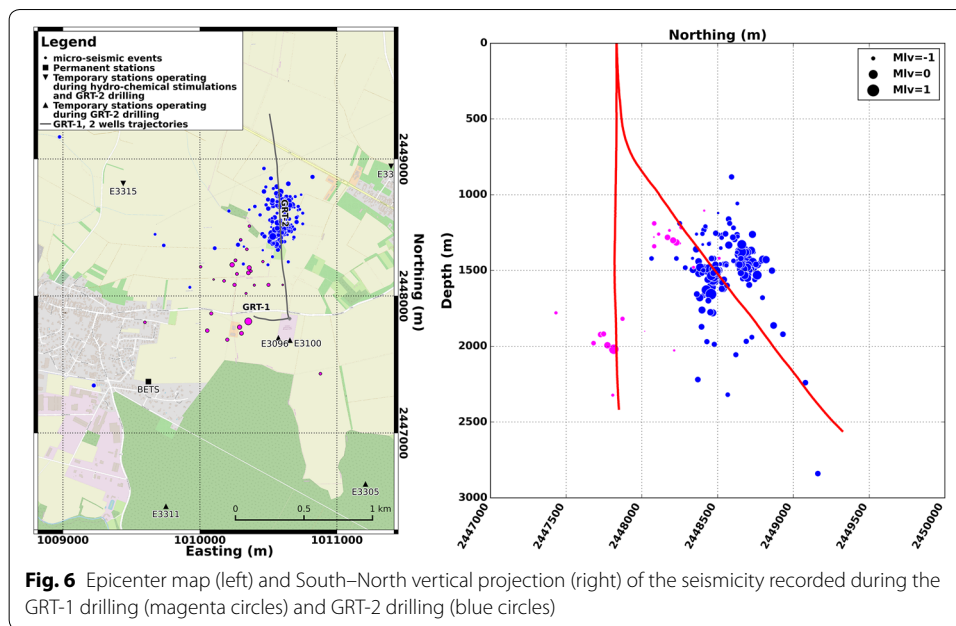 Legend
micro-seismic events
Permanent stations
Temporary stations operating
during hydro-chemical stimulations
and GRT-2 drilling
Temporary stations operating
during GRT-2 drilling
GRT-1, 2 wells trajectories
E3315
E33
GRT-2
GRT-1
E3096
E3100
BETS
E3305
E3311
0 0.5 1 km
2449000
2448000
2447000
Northing (m)
1009000 1010000 1011000
Easting (m)
Northing (m)
Mlv=-1
Mlv=0
Mlv=1
0
500
1000
1500
2000
2500
3000
Depth (m)
2447000 2447500 2448000 2448500 2449000 2449500 2450000
Fig. 6 Epicenter map (left) and South–North vertical projection (right) of the seismicity recorded during the
GRT-1 drilling (magenta circles) and GRT-2 drilling (blue circles)